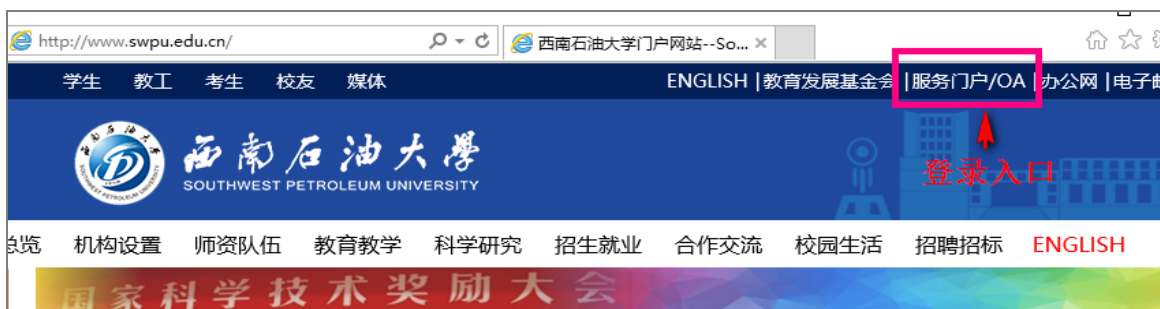 http://www.swpu.edu.cn/ 西南石油大学门户网站--So...
学生 教工 考生 校友 媒体 ENGLISH |教育发展基金会 |服务门户/OA |办公网 |电子邮
登录入口
西南石油大學
SOUTHWEST PETROLEUM UNIVERSITY
总览 机构设置 师资队伍 教育教学 科学研究 招生就业 合作交流 校园生活 招聘招标 ENGLISH
国家科学技术奖励大会